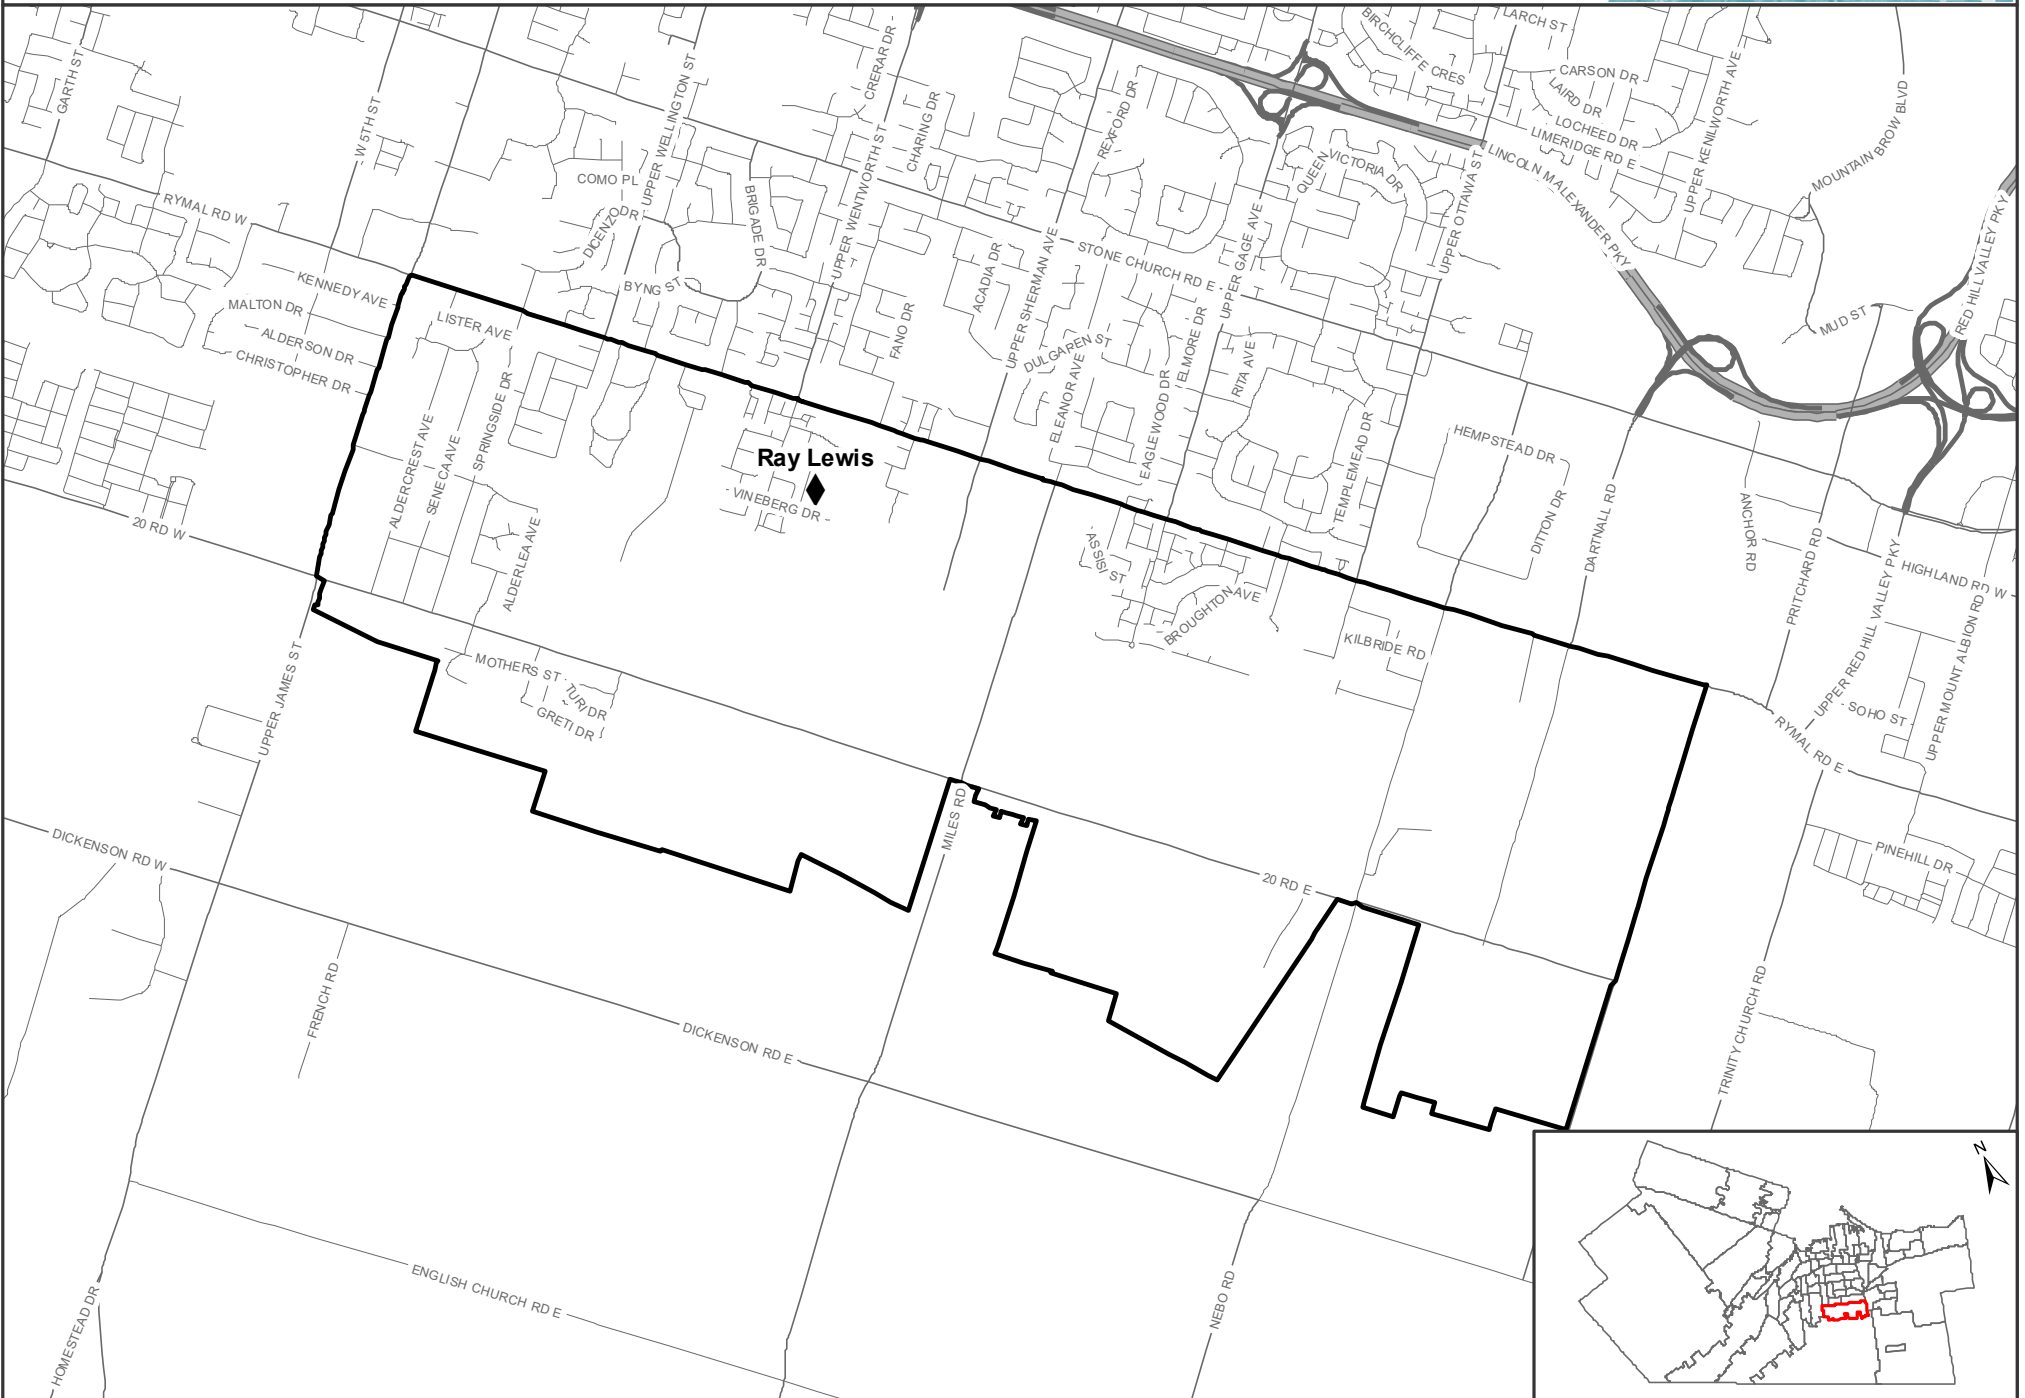 BIRCHCLIFFE CRES
LARCH ST
CRERAR DR
GARTH ST
UPPER WELLINGTON ST
CARSON DR
LAIRD DR
UPPER KENILWORTH AVE
MOUNTAIN BROW BLVD
W 5TH ST
CHARING DR
REXFORD DR
LOCHEED DR
LIMERIDGE RD E
LINCOLN M ALEXANDER PKY
QUEEN
VICTORIA DR
COMO PL
BRIGADE DR
UPPER WENTWORTH ST
UPPER OTTAWA ST
RYMAL RD W
DICENZO DR
STONE CHURCH RD E
UPPER GAGE AVE
UPPER SHERMAN AVE
ACADIA DR
RED HILL VALLEY PKY
KENNEDY AVE
BYNG ST
MALTON DR
LISTER AVE
FANO DR
DULGAREN ST
ELMORE DR
MUD ST
ALDERSON DR
CHRISTOPHER DR
SPRINGSIDE DR
ELEANOR AVE
EAGLEWOOD DR
RITA AVE
ALDERCREST AVE
SENECA AVE
Ray Lewis
VINEBERG DR
TEMPLEMEAD DR
HEMPSTEAD DR
DITTON DR
DARTNALL RD
ANCHOR RD
PRITCHARD RD
20 RD W
ALDERLEA AVE
ASSISI ST
BROUGHTON AVE
HIGHLAND RD W
KILBRIDE RD
UPPER RED HILL VALLEY PKY
UPPER MOUNT ALBION RD
UPPER JAMES ST
MOTHERS ST
TURI DR
GRETI DR
SOHO ST
RYMAL RD E
MILES RD
DICKENSON RD W
20 RD E
PINEHILL DR
FRENCH RD
DICKENSON RD E
TRINITY CHURCH RD
N
ENGLISH CHURCH RD E
NEBO RD
HOMESTEAD DR